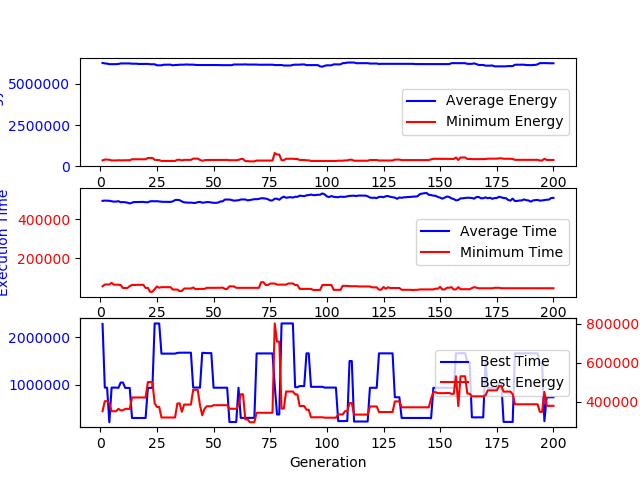 5000000
2500000
0
Average Energy
Minimum Energy
0 25 50 75 100 125 150 175 200
Execution Time
400000
200000
Average Time
Minimum Time
0 25 50 75 100 125 150 175 200
2000000
1000000
800000
600000
400000
Best Time
Best Energy
0 25 50 75 100 125 150 175 200
Generation